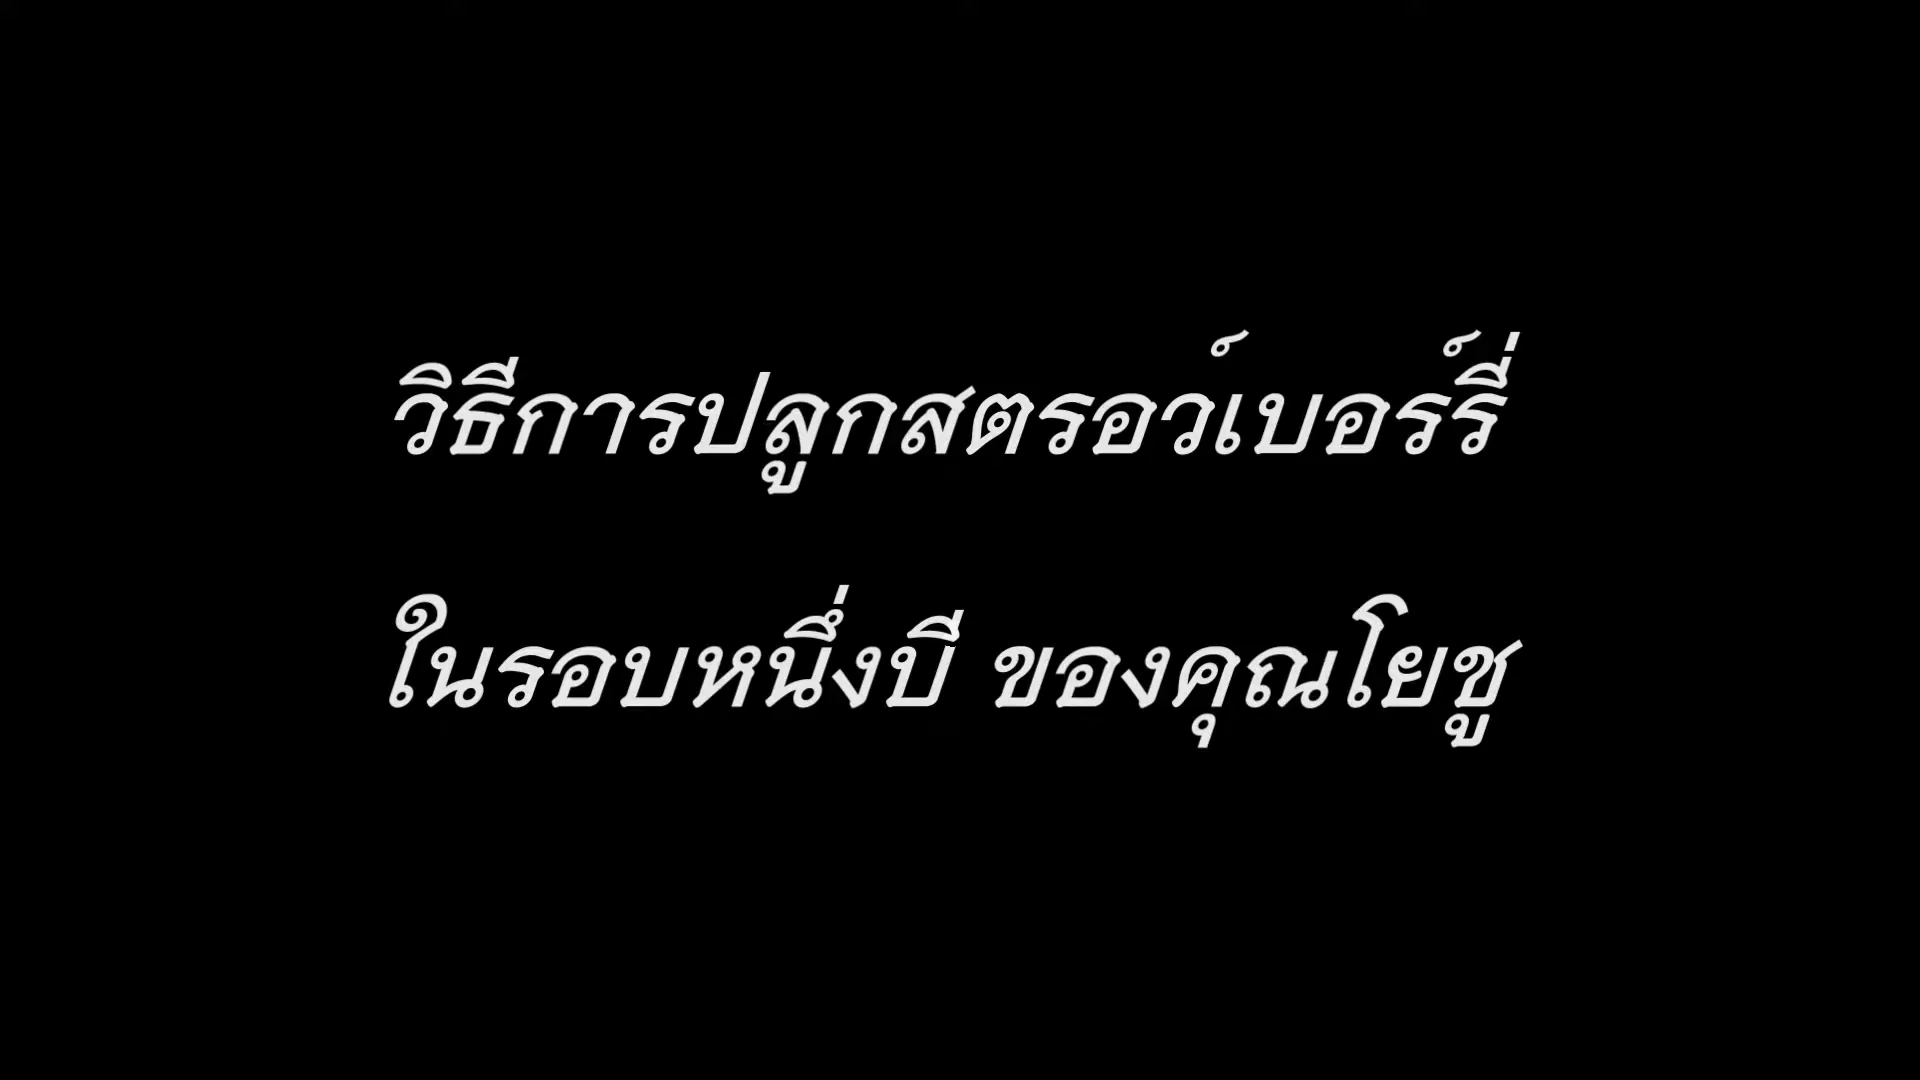 วิธีการปลูกสตรอว์เบอร์รี่
ในรอบหนึ่งปี ของคุณโยชู